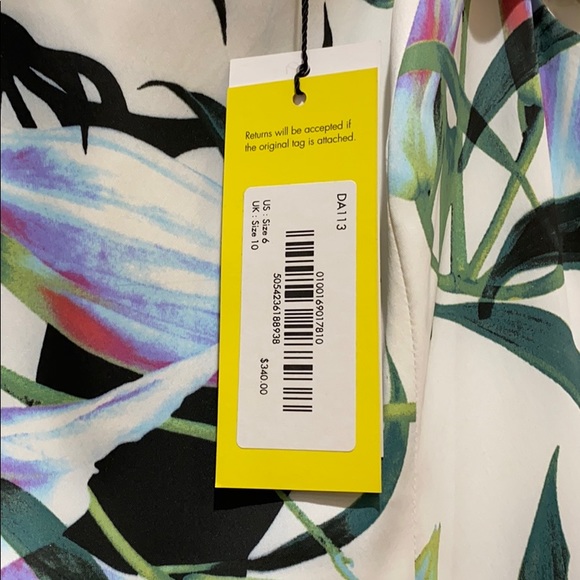 Returns will be accepted if
the original tag is attached.
DA113
0100169017810
5054236188938
US : Size 6
UK : Size 10
$340.00